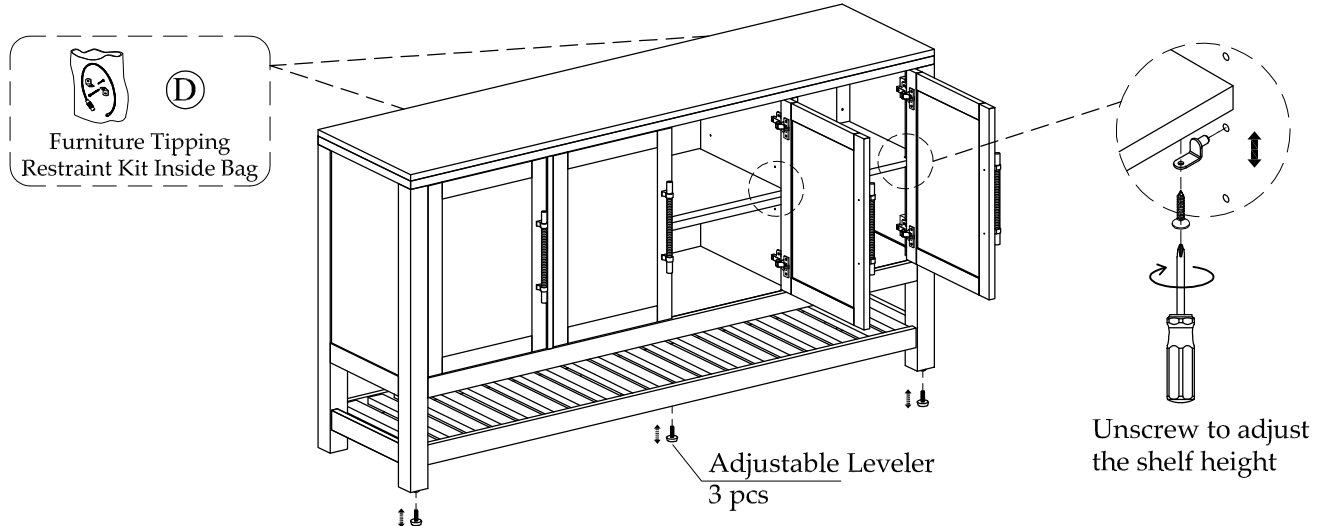 D
Furniture Tipping
Restraint Kit Inside Bag
Adjustable Leveler
3 pcs
Unscrew to adjust
the shelf height